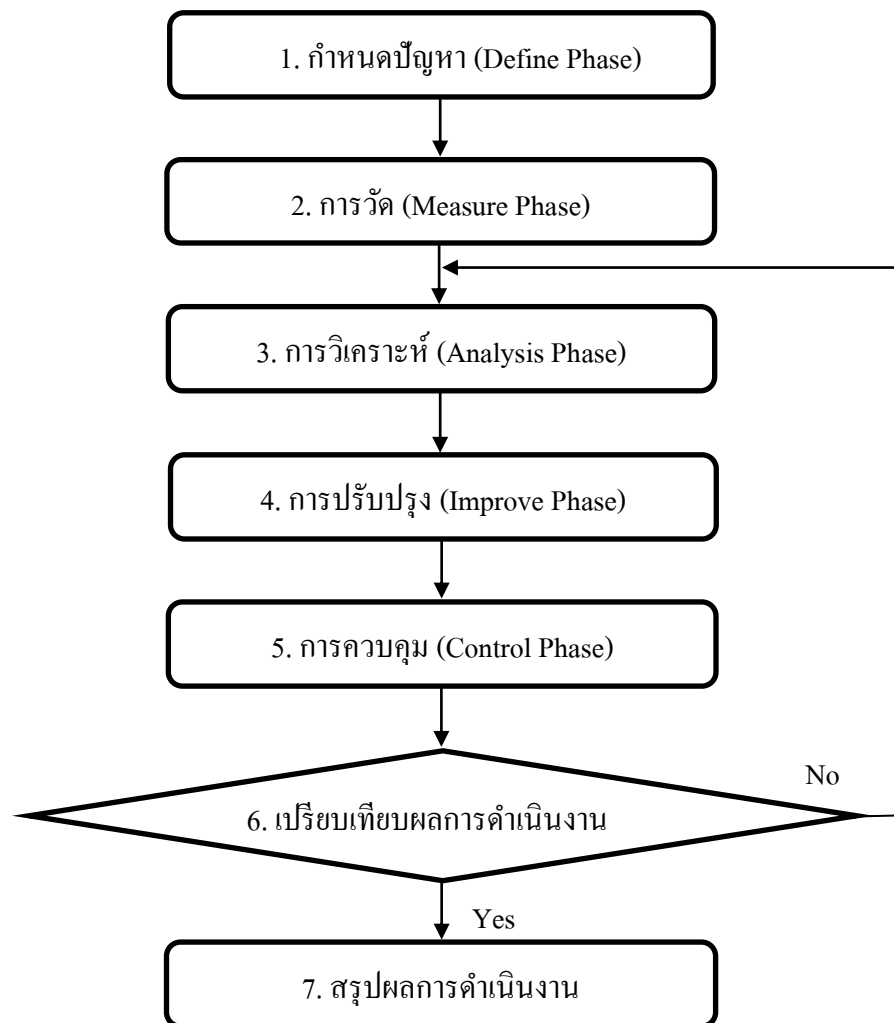 1. กำหนดปัญหา (Define Phase)
2. การวัด (Measure Phase)
3. การวิเคราะห์ (Analysis Phase)
4. การปรับปรุง (Improve Phase)
5. การควบคุม (Control Phase)
No
6. เปรียบเทียบผลการดำเนินงาน
Yes
7. สรุปผลการดำเนินงาน